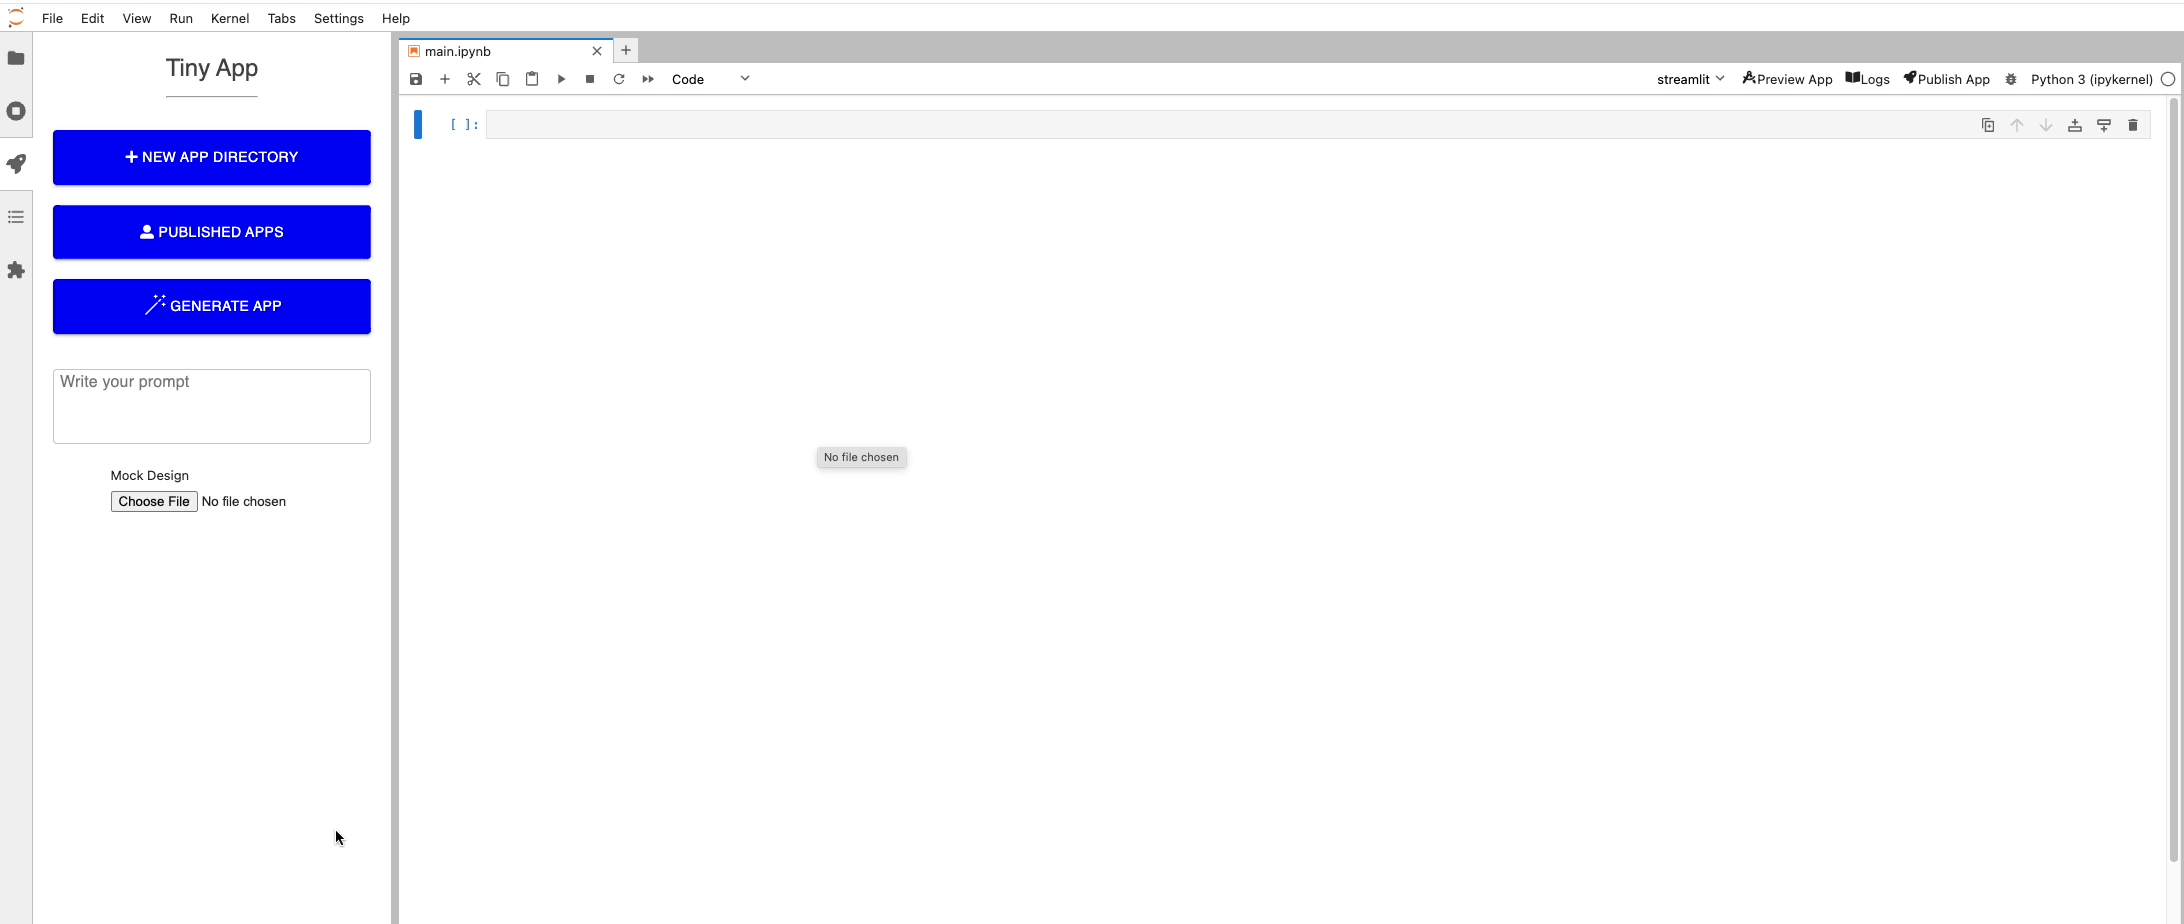 File Edit View Run Kernel Tabs Settings Help
Tiny App
NEW APP DIRECTORY
PUBLISHED APPS
GENERATE APP
Write your prompt
Mock Design
Choose File No file chosen
main.ipynb
Code
streamlit Preview App Logs Publish App Python 3 (ipykernel)
[ ]:
No file chosen